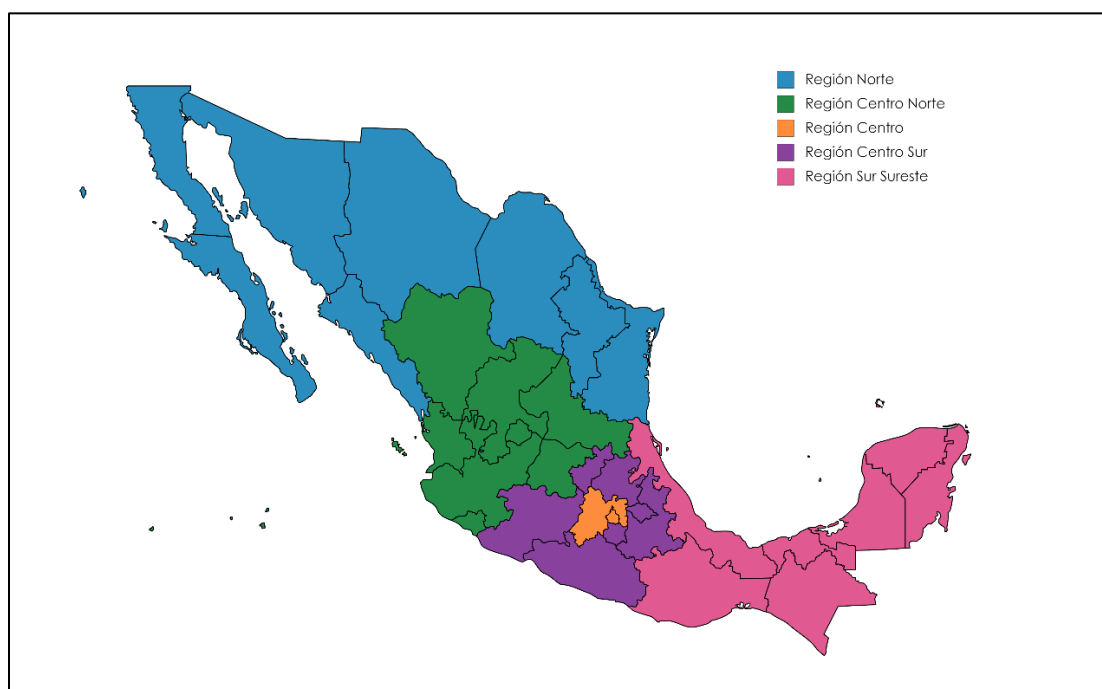 Región Norte
Región Centro Norte
Región Centro
Región Centro Sur
Región Sur Sureste